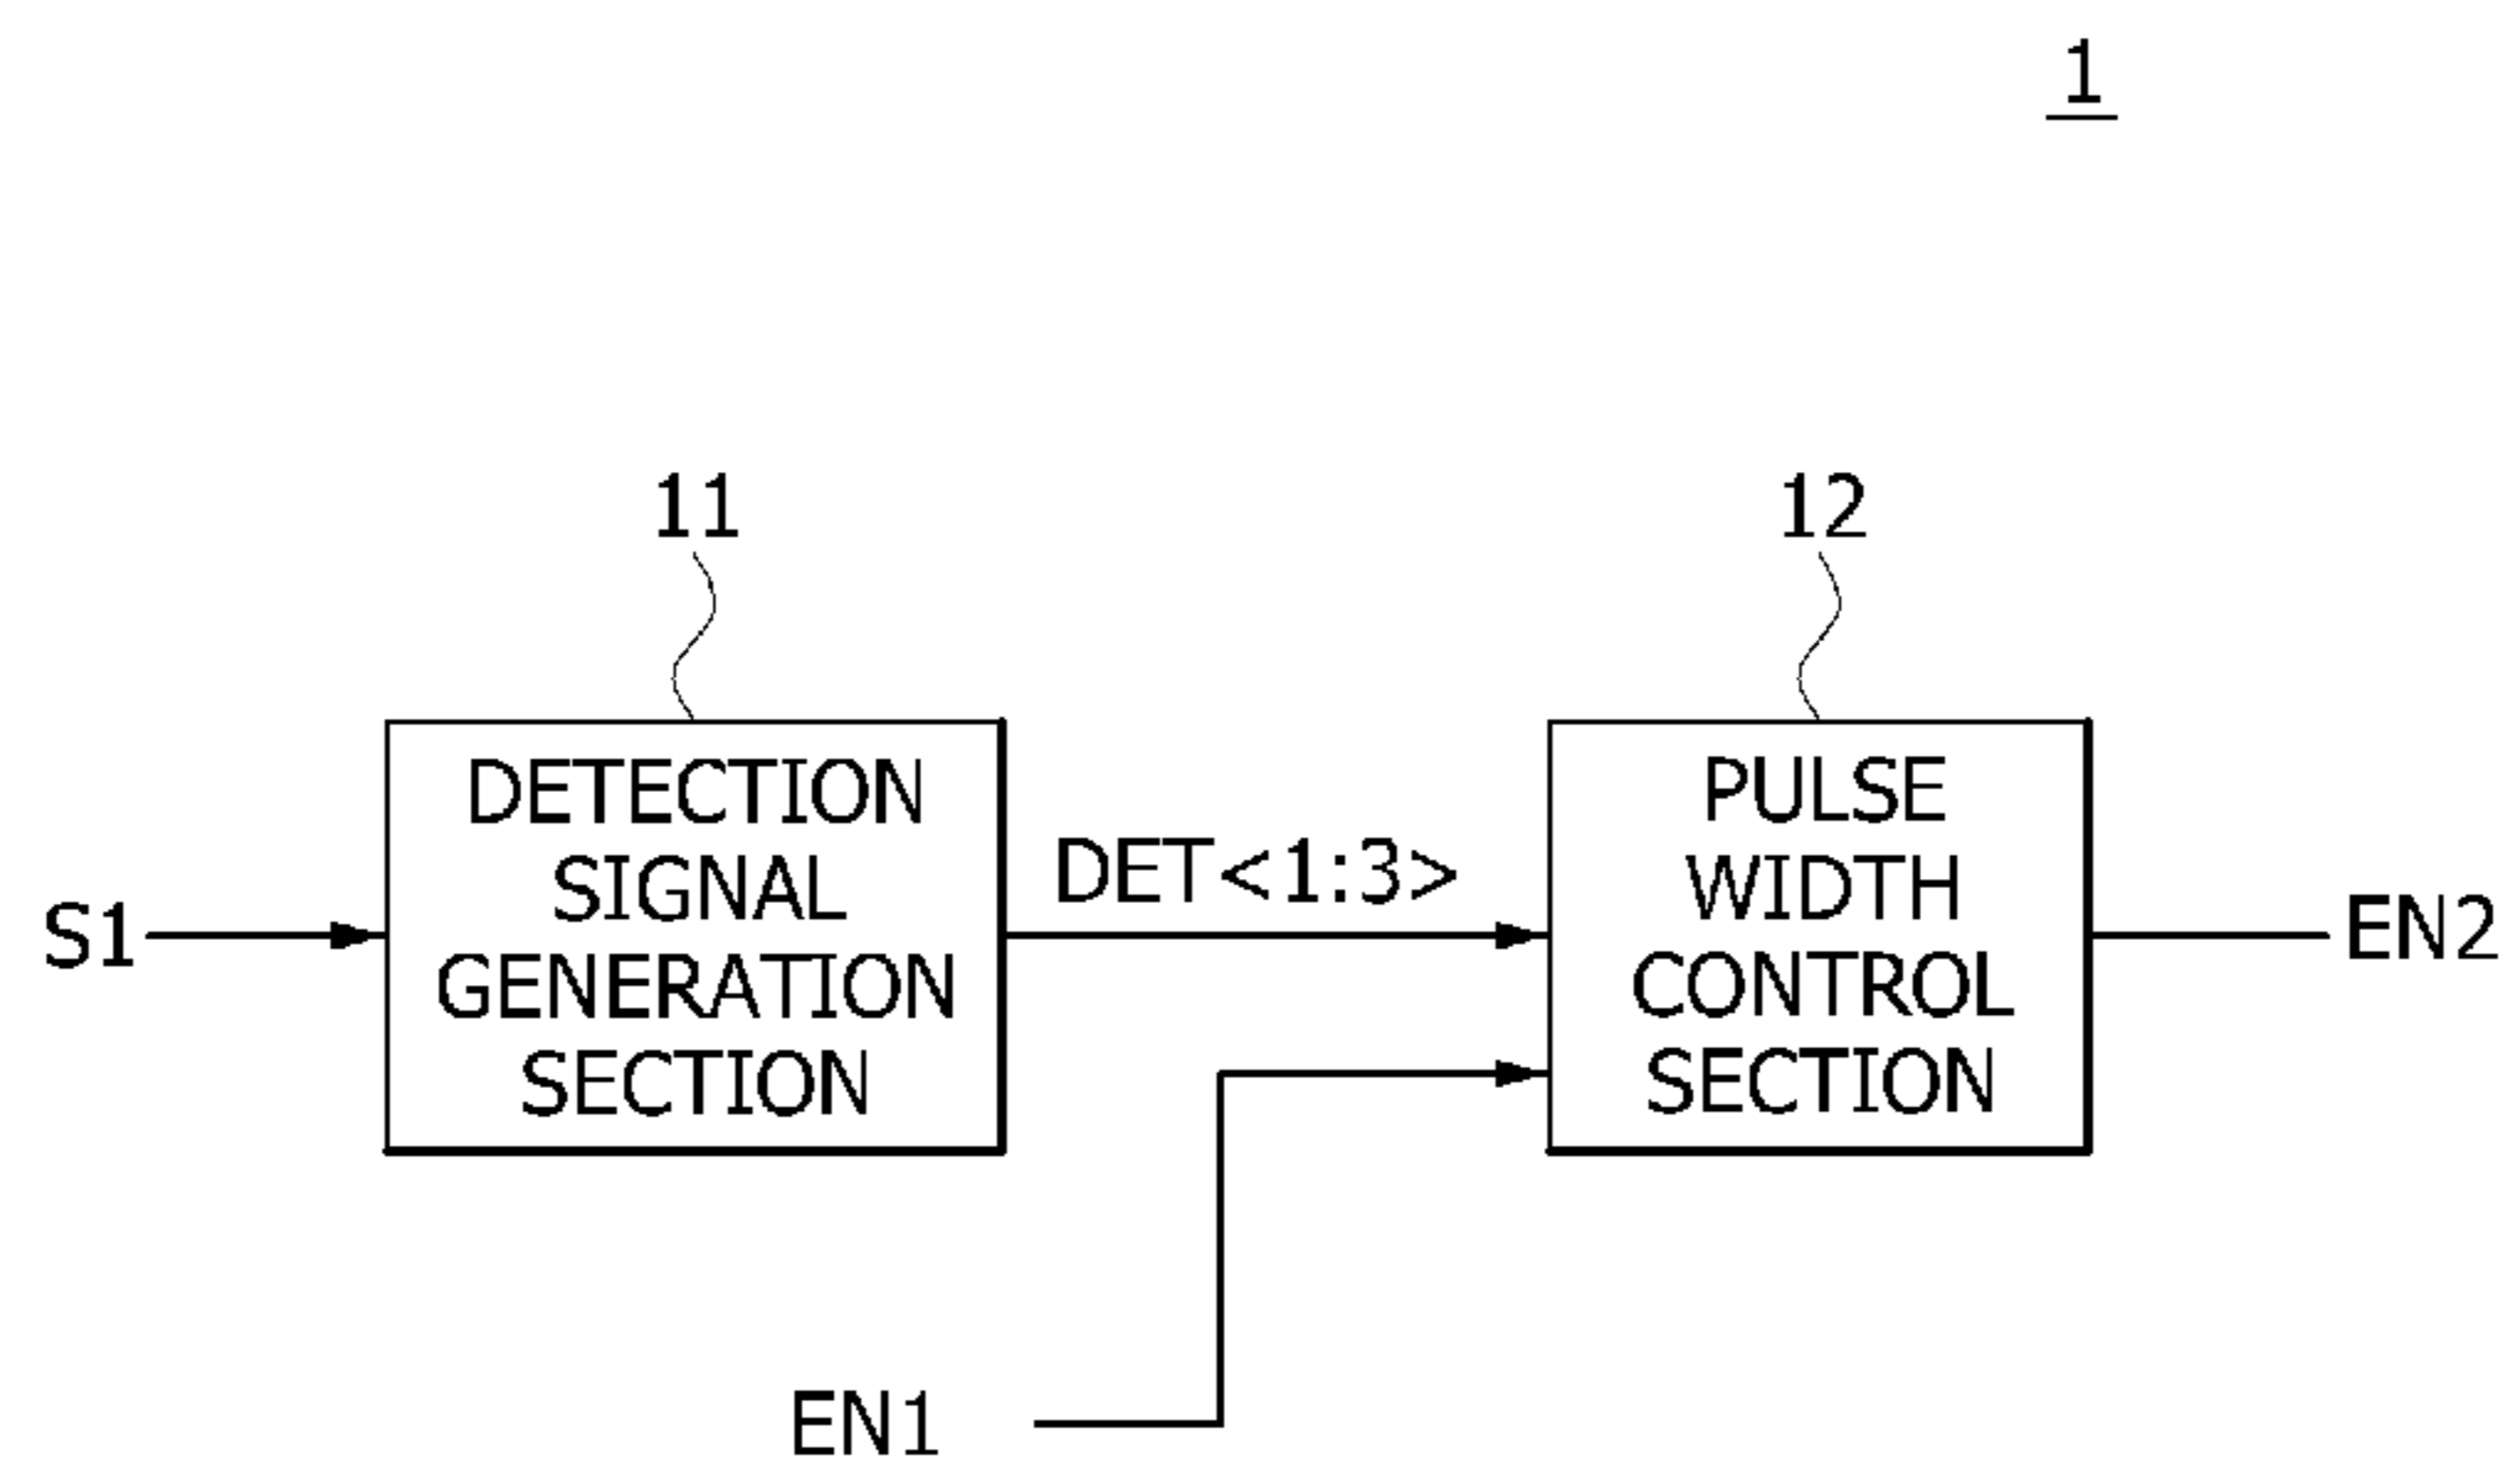 1
11
12
DETECTION
SIGNAL
GENERATION
SECTION
PULSE
WIDTH
CONTROL
SECTION
S1
DET<1:3>
EN2
EN1